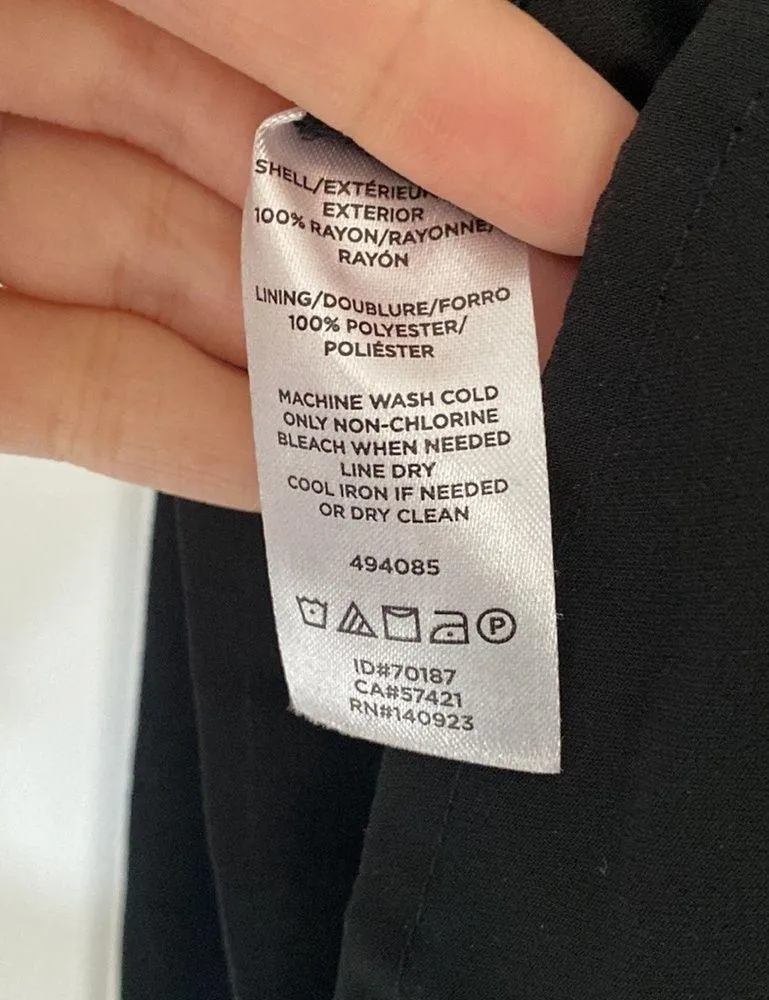 SHELL/EXTÉRIEUR/
EXTERIOR
100% RAYON/RAYONNE/
RAYÓN
LINING/DOUBLURE/FORRO
100% POLYESTER/
POLIÉSTER
MACHINE WASH COLD
ONLY NON-CHLORINE
BLEACH WHEN NEEDED
LINE DRY
COOL IRON IF NEEDED
OR DRY CLEAN
494085
P
ID#70187
CA#57421
RN#140923